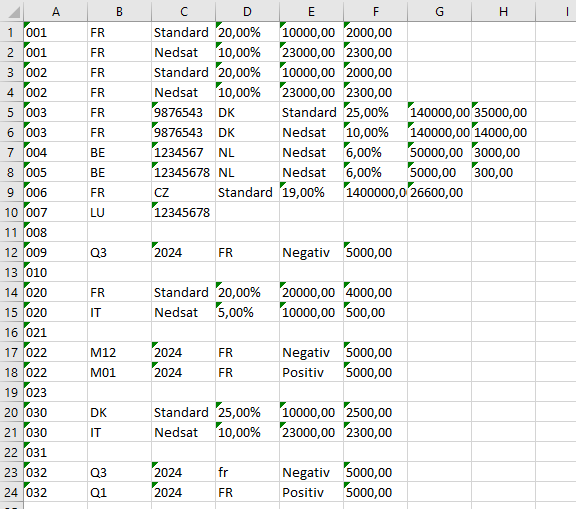 A B C D E F G H I
1 001 FR Standard 20,00% 10000,00 2000,00
2 001 FR Nedsat 10,00% 23000,00 2300,00
3 002 FR Standard 20,00% 10000,00 2000,00
4 002 FR Nedsat 10,00% 23000,00 2300,00
5 003 FR 9876543 DK Standard 25,00% 140000,00 35000,00
6 003 FR 9876543 DK Nedsat 10,00% 140000,00 14000,00
7 004 BE 1234567 NL Nedsat 6,00% 50000,00 3000,00
8 005 BE 12345678 NL Nedsat 6,00% 5000,00 300,00
9 006 FR CZ Standard 19,00% 1400000,0 26600,00
10 007 LU 12345678
11 008
12 009 Q3 2024 FR Negativ 5000,00
13 010
14 020 FR Standard 20,00% 20000,00 4000,00
15 020 IT Nedsat 5,00% 10000,00 500,00
16 021
17 022 M12 2024 FR Negativ 5000,00
18 022 M01 2024 FR Positiv 5000,00
19 023
20 030 DK Standard 25,00% 10000,00 2500,00
21 030 IT Nedsat 10,00% 23000,00 2300,00
22 031
23 032 Q3 2024 fr Negativ 5000,00
24 032 Q1 2024 FR Positiv 5000,00